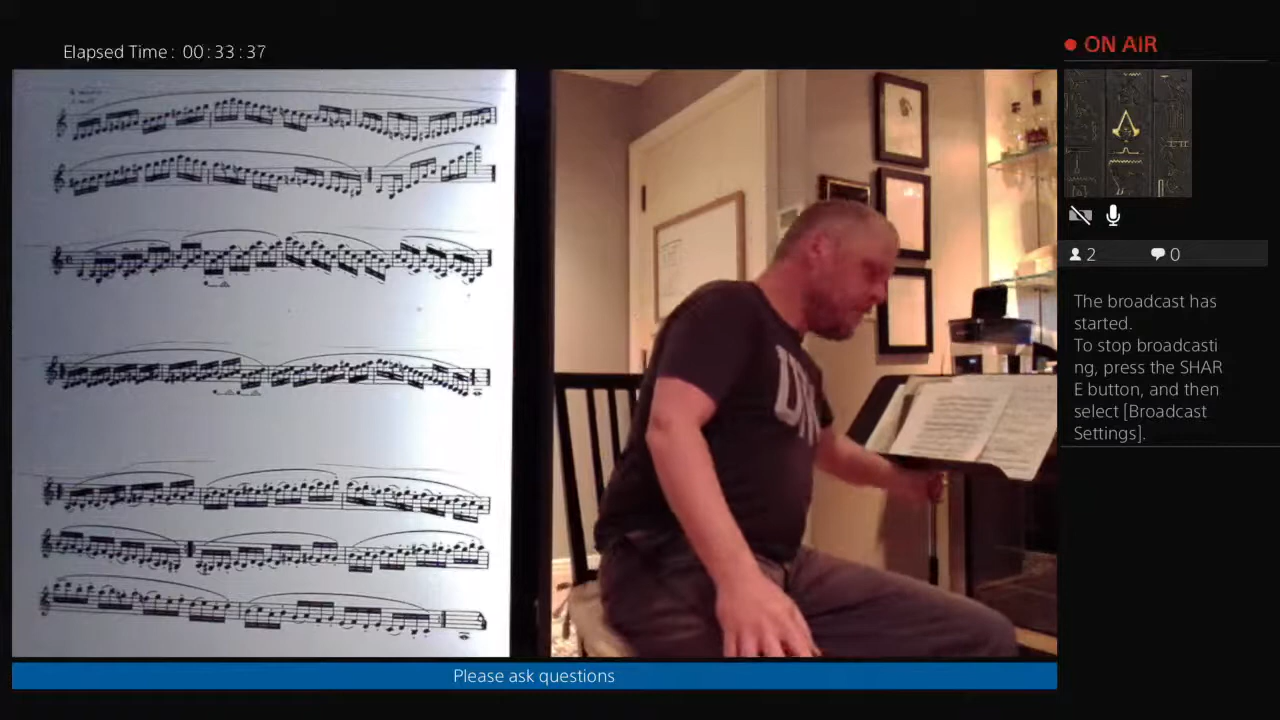 Elapsed Time: 00:33:37
ON AIR
2
0
The broadcast has
started.
To stop broadcasti
ng, press the SHAR
E button, and then
select [Broadcast
Settings].
Please ask questions